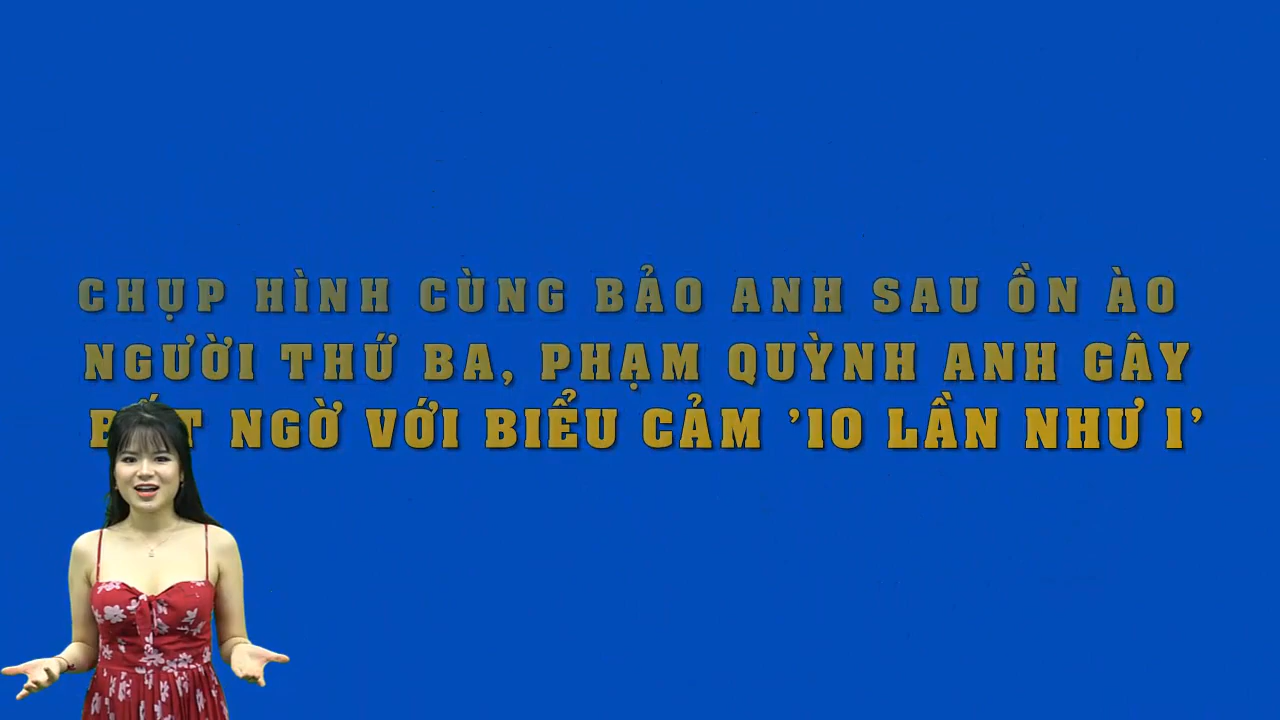 CHỤP HÌNH CÙNG BẢO ANH SAU ỒN ÀO
NGƯỜI THỨ BA, PHẠM QUỲNH ANH GÂY
BẤT NGỜ VỚI BIỂU CẢM ’10 LẦN NHƯ 1’